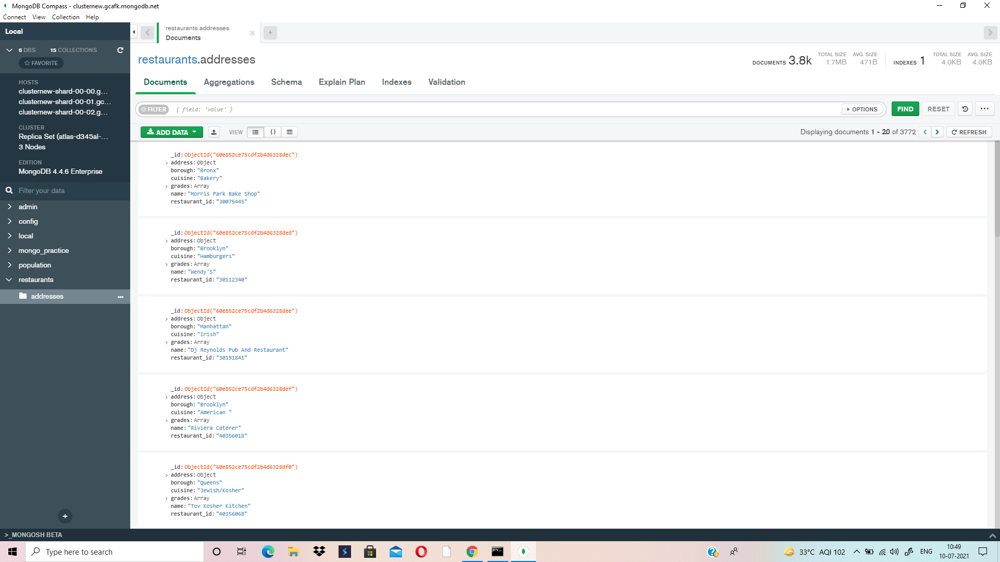 MongoDB Compass - clusternew.gcafk.mongodb.net
Connect View Collection Help
Local
6 DBS 15 COLLECTIONS
FAVORITE
HOSTS
clusternew-shard-00-00.g...
clusternew-shard-00-01.gc...
clusternew-shard-00-02.g...
CLUSTER
Replica Set (atlas-d345al-...
3 Nodes
EDITION
MongoDB 4.4.6 Enterprise
Filter your data
admin
config
local
mongo_practice
population
restaurants
addresses
restaurants.addresses
Documents
restaurants.addresses
DOCUMENTS 3.8k TOTAL SIZE 1.7MB AVG. SIZE 471B INDEXES 1 TOTAL SIZE 4.0KB AVG. SIZE 4.0KB
Documents Aggregations Schema Explain Plan Indexes Validation
FILTER { field: 'value' } OPTIONS FIND RESET
ADD DATA VIEW {} Displaying documents 1 - 20 of 3772 REFRESH
_id: ObjectId("60e852ce75cdf2b4d6328dec")
address: Object
borough: "Bronx"
cuisine: "Bakery"
grades: Array
name: "Morris Park Bake Shop"
restaurant_id: "30075445"
_id: ObjectId("60e852ce75cdf2b4d6328ded")
address: Object
borough: "Brooklyn"
cuisine: "Hamburgers"
grades: Array
name: "Wendy'S"
restaurant_id: "30112340"
_id: ObjectId("60e852ce75cdf2b4d6328dee")
address: Object
borough: "Manhattan"
cuisine: "Irish"
grades: Array
name: "Dj Reynolds Pub And Restaurant"
restaurant_id: "30191841"
_id: ObjectId("60e852ce75cdf2b4d6328def")
address: Object
borough: "Brooklyn"
cuisine: "American "
grades: Array
name: "Riviera Caterer"
restaurant_id: "40356018"
_id: ObjectId("60e852ce75cdf2b4d6328df0")
address: Object
borough: "Queens"
cuisine: "Jewish/Kosher"
grades: Array
name: "Tov Kosher Kitchen"
restaurant_id: "40356068"
>_MONGOSH BETA
Type here to search
33°C AQI 102
ENG
10:49
10-07-2021